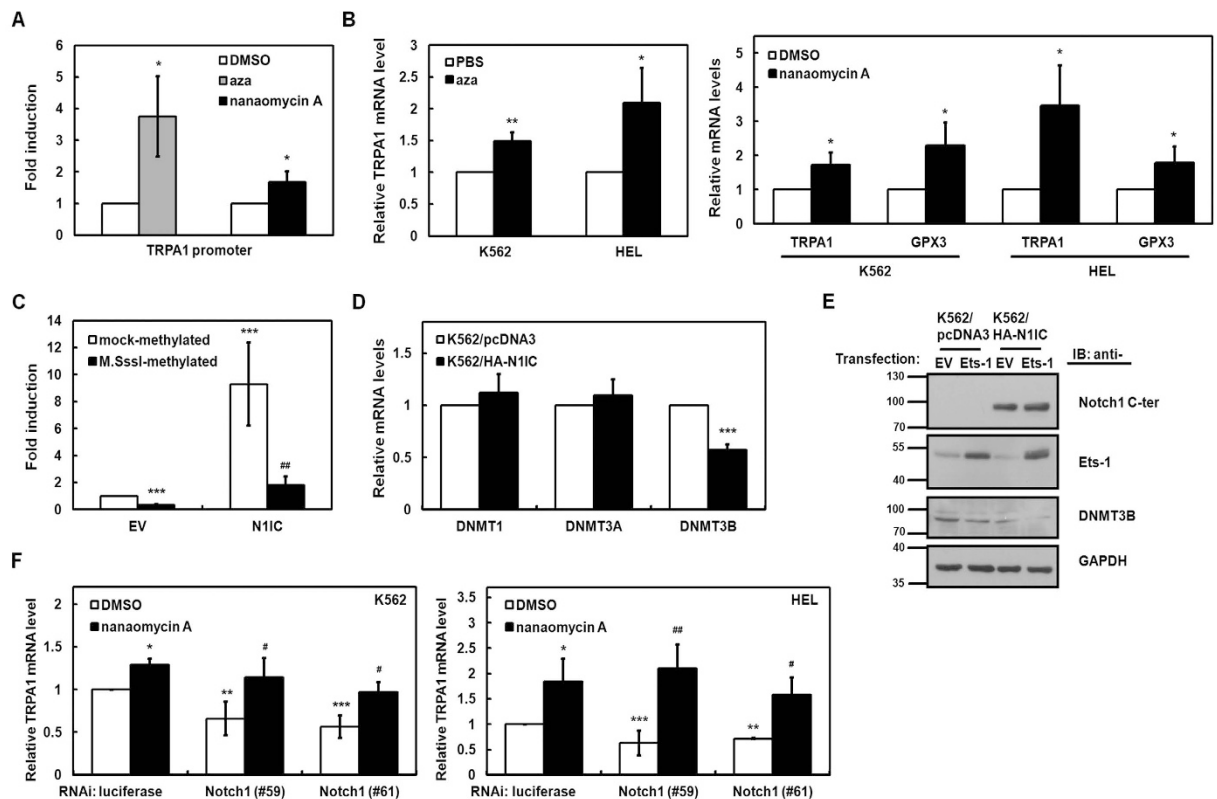 A
Fold induction
6
5
4
3
2
1
0
DMSO
aza
nanaomycin A
*
*
TRPA1 promoter
B
Relative TRPA1 mRNA level
3
2.5
2
1.5
1
0.5
0
PBS
aza
**
*
K562
HEL
Relative mRNA levels
5
4
3
2
1
0
DMSO
nanaomycin A
*
*
*
*
TRPA1
GPX3
TRPA1
GPX3
K562
HEL
C
Fold induction
14
12
10
8
6
4
2
0
mock-methylated
M.SssI-methylated
***
***
##
EV
N1IC
D
Relative mRNA levels
1.5
1
0.5
0
K562/pcDNA3
K562/HA-N1IC
***
DNMT1
DNMT3A
DNMT3B
E
K562/ K562/
pcDNA3 HA-N1IC
Transfection: EV Ets-1 EV Ets-1 IB: anti-
130
100
70
Notch1 C-ter
55
40
Ets-1
100
70
DNMT3B
40
35
GAPDH
F
Relative TRPA1 mRNA level
2
1.5
1
0.5
0
DMSO
nanaomycin A
K562
*
**
#
***
#
RNAi: luciferase
Notch1 (#59)
Notch1 (#61)
Relative TRPA1 mRNA level
3.5
3
2.5
2
1.5
1
0.5
0
DMSO
nanaomycin A
HEL
*
***
##
**
#
RNAi: luciferase
Notch1 (#59)
Notch1 (#61)